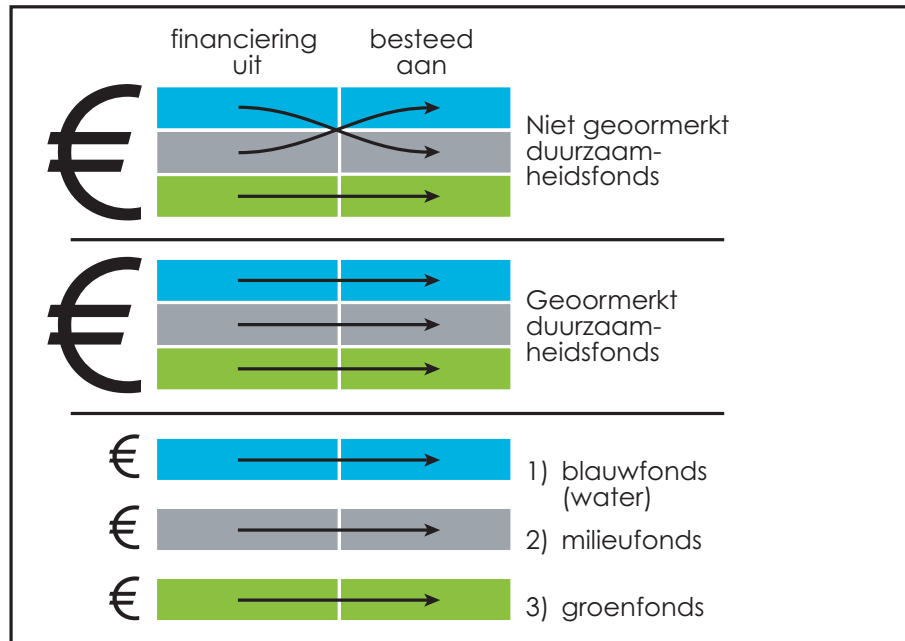 financiering
uit
besteed
aan
€
Niet geoormerkt
duurzaam-
heidsfonds
€
Geoormerkt
duurzaam-
heidsfonds
€
1) blauwfonds
(water)
€
2) milieufonds
€
3) groenfonds